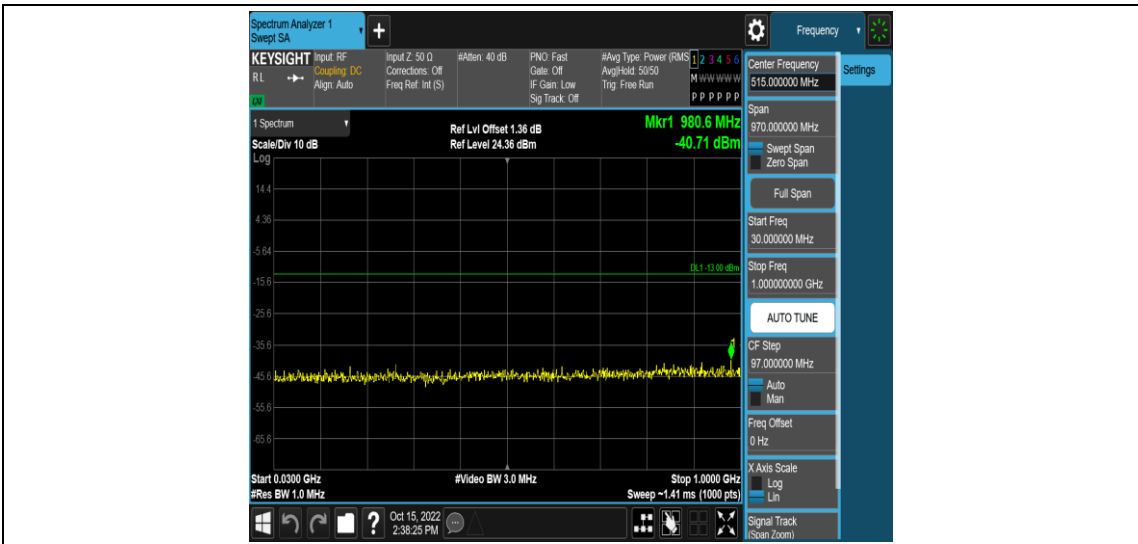 Spectrum Analyzer 1
Swept SA
+
Frequency
KEYSIGHT
RL
LXI
Input: RF
Coupling: DC
Align: Auto
Input Z: 50 Ω
Corrections: Off
Freq Ref: Int (S)
#Atten: 40 dB
PNO: Fast
Gate: Off
IF Gain: Low
Sig Track: Off
#Avg Type: Power (RMS
Avg|Hold: 50/50
Trig: Free Run
1 2 3 4 5 6
M W W W W W
P P P P P P
1 Spectrum
Scale/Div 10 dB
Ref Lvl Offset 1.36 dB
Ref Level 24.36 dBm
Mkr1 980.6 MHz
-40.71 dBm
Log
14.4
4.36
-5.64
DL1 -13.00 dBm
-15.6
-25.6
-35.6
1
-45.6
-55.6
-65.6
Start 0.0300 GHz
#Res BW 1.0 MHz
#Video BW 3.0 MHz
Stop 1.0000 GHz
Sweep ~1.41 ms (1000 pts)
Oct 15, 2022
2:38:25 PM
?
Center Frequency
515.000000 MHz
Settings
Span
970.000000 MHz
Swept Span
Zero Span
Full Span
Start Freq
30.000000 MHz
Stop Freq
1.000000000 GHz
AUTO TUNE
CF Step
97.000000 MHz
Auto
Man
Freq Offset
0 Hz
X Axis Scale
Log
Lin
Signal Track
(Span Zoom)